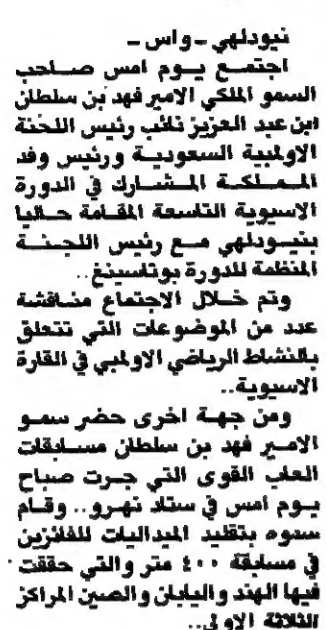 نيودلهي - واس -
اجتمع يوم امس صاحب
السمو الملكي الامير فهد بن سلطان
ابن عبد العزيز نائب رئيس اللجنة
الاولمبية السعودية ورئيس وفد
المملكة المشارك في الدورة
الاسيوية التاسعة المقامة حاليا
بنيودلهي مع رئيس اللجنة
المنظمة للدورة بوتاسينغ..
وتم خلال الاجتماع مناقشة
عدد من الموضوعات التي تتعلق
بالنشاط الرياضي الاولمبي في القارة
الاسيوية..
ومن جهة اخرى حضر سمو
الامير فهد بن سلطان مسابقات
العاب القوى التي جرت صباح
يوم امس في ستاد نهرو.. وقام
سموه بتقليد الميداليات للفائزين
في مسابقة ٤٠٠ متر والتي حققت
فيها الهند واليابان والصين المراكز
الثلاثة الاولى..